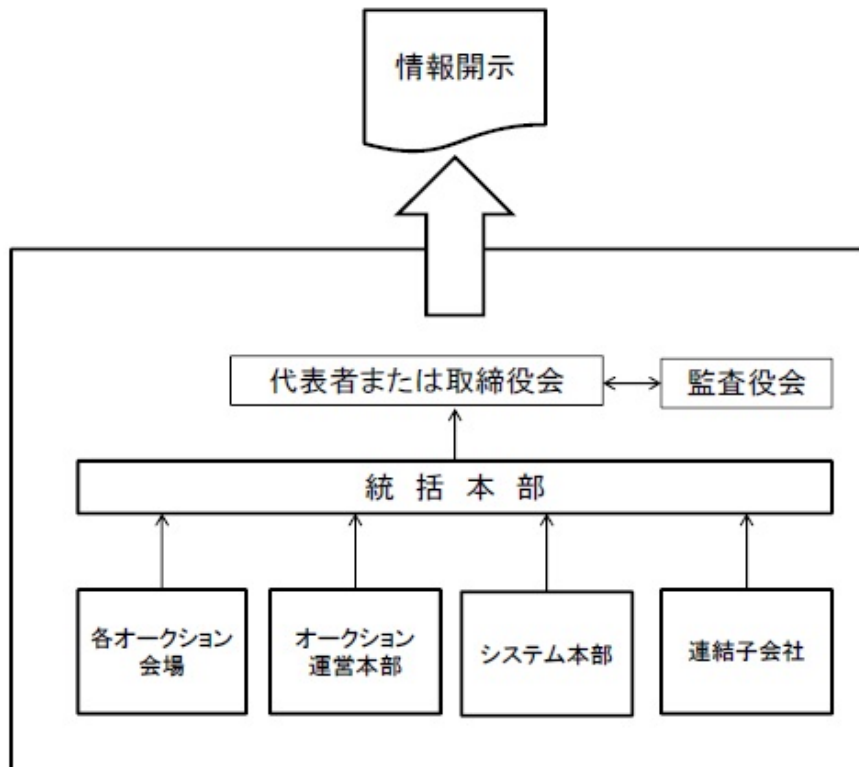 情報開示
代表者または取締役会
監査役会
統括本部
各オークション
会場
オークション
運営本部
システム本部
連結子会社